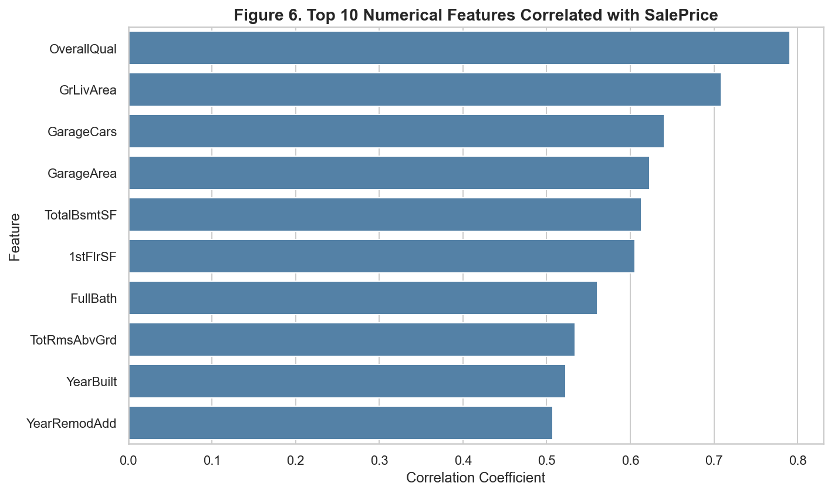 Figure 6. Top 10 Numerical Features Correlated with SalePrice
OverallQual
GrLivArea
GarageCars
GarageArea
TotalBsmtSF
1stFlrSF
FullBath
TotRmsAbvGrd
YearBuilt
YearRemodAdd
Feature
0.0 0.1 0.2 0.3 0.4 0.5 0.6 0.7 0.8
Correlation Coefficient